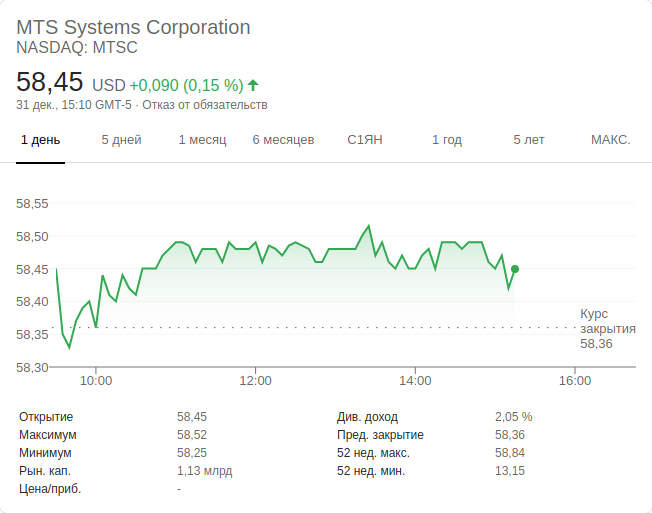 MTS Systems Corporation
NASDAQ: MTSC
58,45 USD +0,090 (0,15 %)
31 дек., 15:10 GMT-5 · Отказ от обязательств
1 день 5 дней 1 месяц 6 месяцев С1ЯН 1 год 5 лет МАКС.
58,55
58,50
58,45
58,40
58,35
58,30
Курс
закрытия
58,36
10:00 12:00 14:00 16:00
Открытие 58,45 Див. доход 2,05 %
Максимум 58,52 Пред. закрытие 58,36
Минимум 58,25 52 нед. макс. 58,84
Рын. кап. 1,13 млрд 52 нед. мин. 13,15
Цена/приб. -